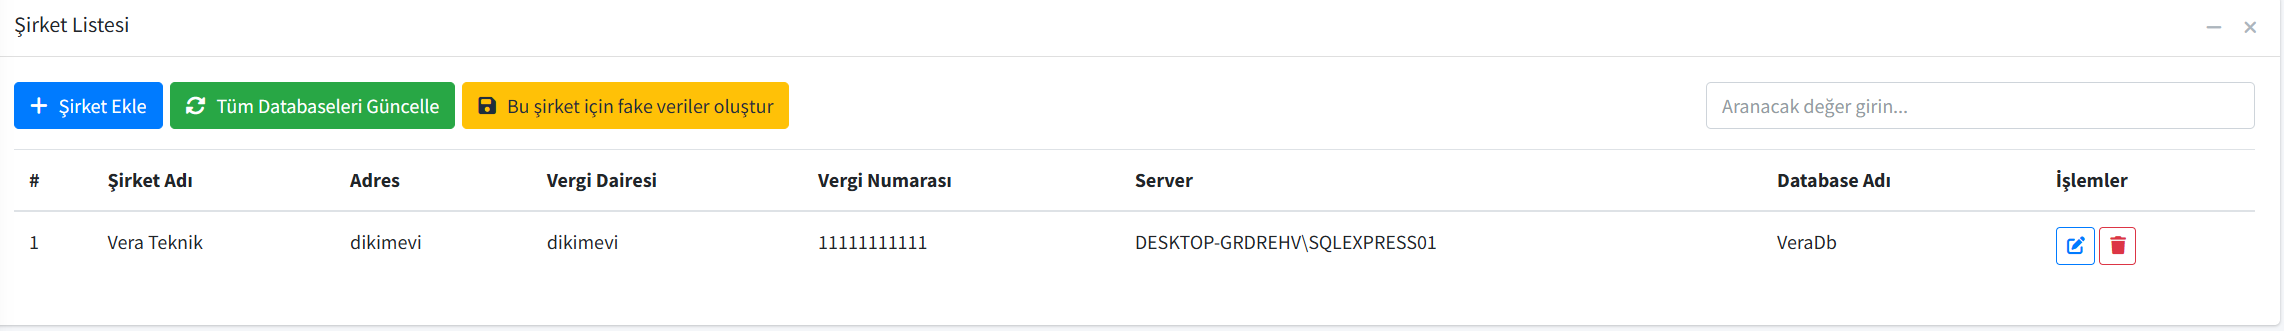 Şirket Listesi
Şirket Ekle Tüm Databaseleri Güncelle Bu şirket için fake veriler oluştur Aranacak değer girin...
# Şirket Adı Adres Vergi Dairesi Vergi Numarası Server Database Adı İşlemler
1 Vera Teknik dikimevi dikimevi 11111111111 DESKTOP-GRDREHV\SQLEXPRESS01 VeraDb